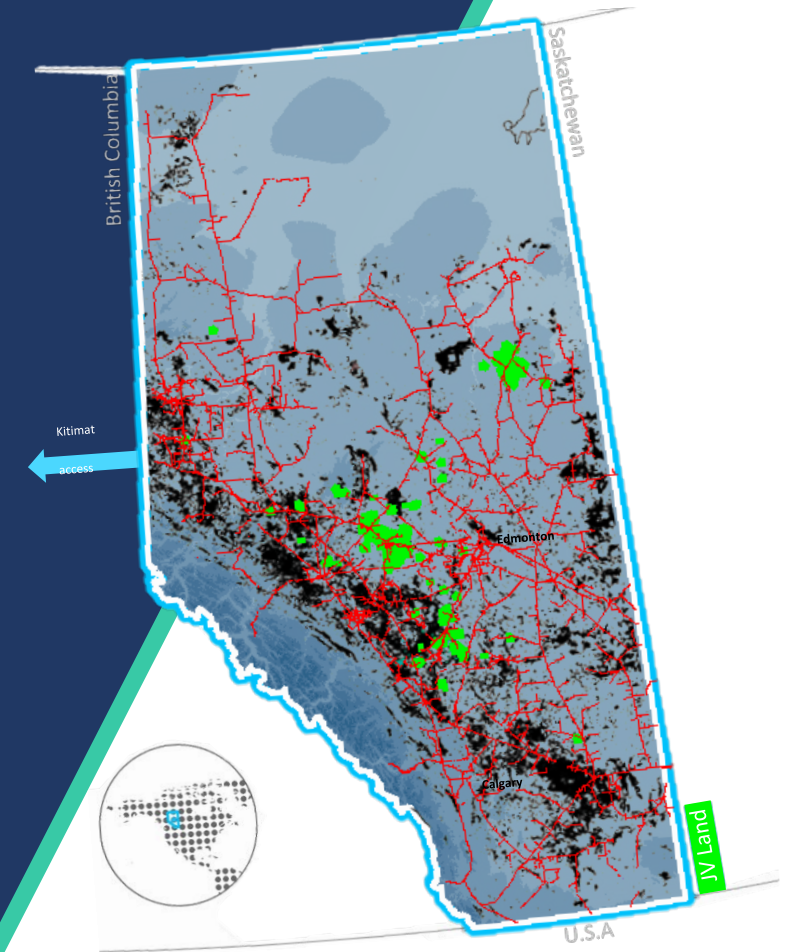 Saskatchewan
British Columbia
Kitimat
access
Edmonton
Calgary
JV Land
U.S.A